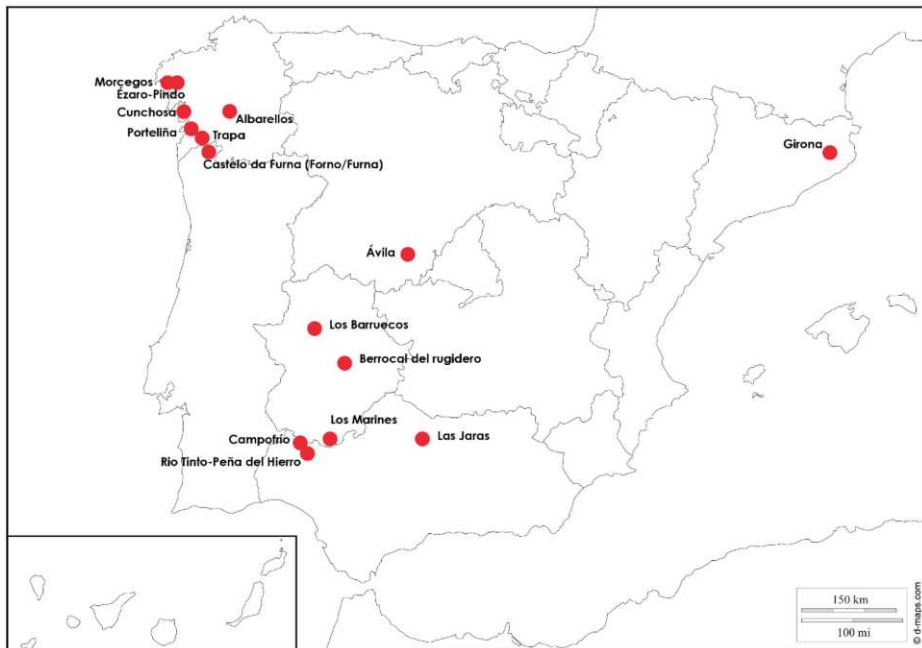 Morcegos
Ézaro-Pindo
Cunchosa
Albarellos
Porteliña
Trapa
Castelo da Furna (Forno/Furna)
Girona
Ávila
Los Barruecos
Berrocal del rugidero
Los Marines
Campofrío
Las Jaras
Rio Tinto-Peña del Hierro
150 km
100 mi
© d-maps.com